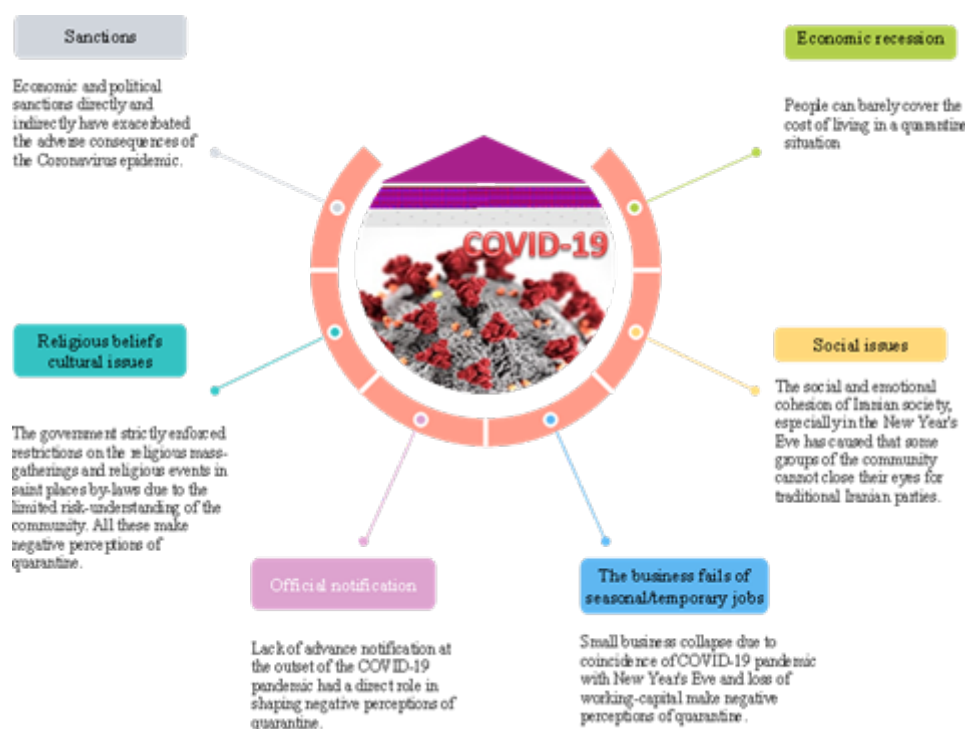 Sanctions
Economic and political
sanctions directly and
indirectly have exacerbated
the adverse consequences of
the Coronavirus epidemic.
Economic recession
People can barely cover the
cost of living in a quarantine
situation
COVID-19
Religious beliefs
cultural issues
The government strictly enforced
restrictions on the religious mass-
gatherings and religious events in
saint places by-laws due to the
limited risk-understanding of the
community. All these make
negative perceptions of
quarantine.
Social issues
The social and emotional
cohesion of Iranian society,
especially in the New Year's
Eve has caused that some
groups of the community
cannot close their eyes for
traditional Iranian parties.
Official notification
Lack of advance notification at
the outset of the COVID-19
pandemic had a direct role in
shaping negative perceptions of
quarantine.
The business fails of
seasonal/temporary jobs
Small business collapse due to
coincidence of COVID-19 pandemic
with New Year's Eve and loss of
working-capital make negative
perceptions of quarantine.